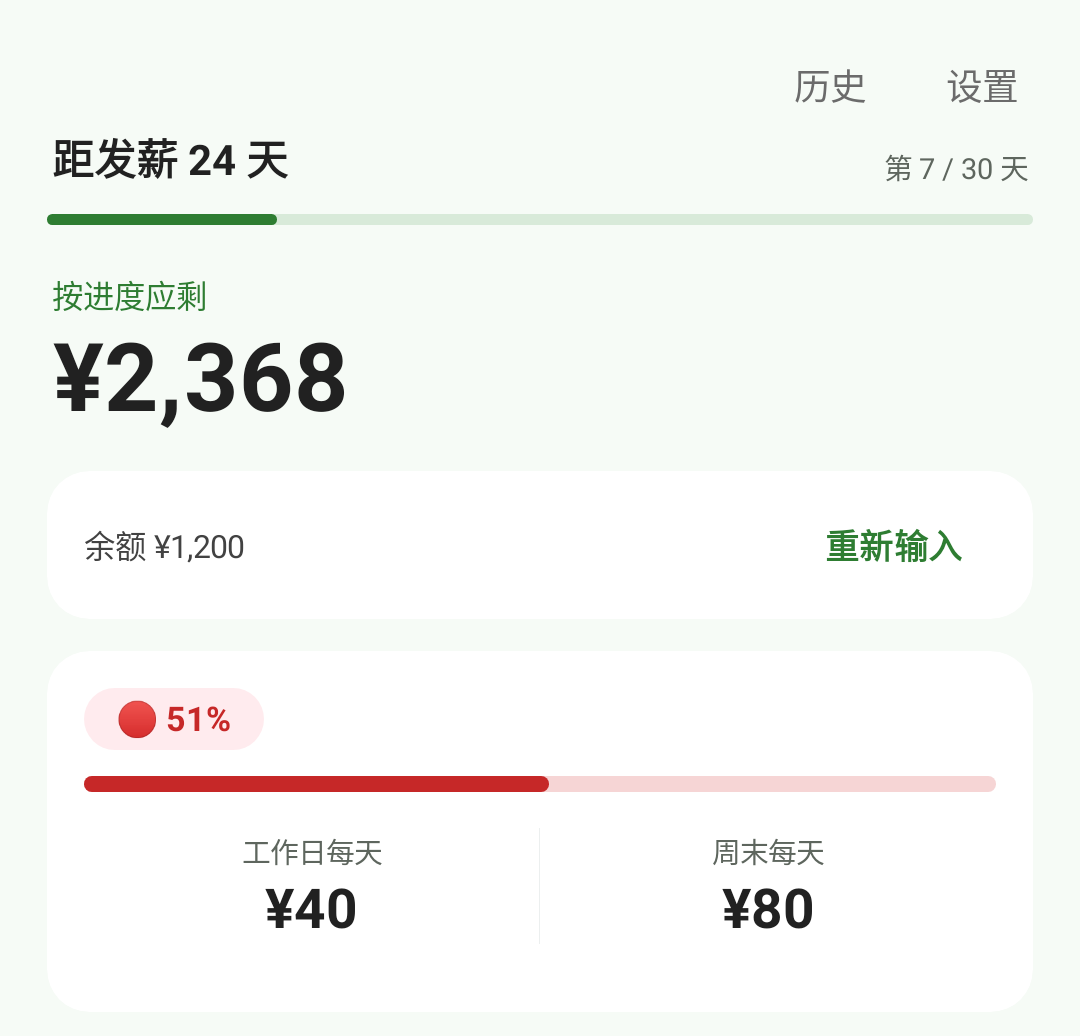 历史 设置
距发薪 24 天
第 7 / 30 天
按进度应剩
¥2,368
余额 ¥1,200 重新输入
51%
工作日每天 周末每天
¥40 ¥80